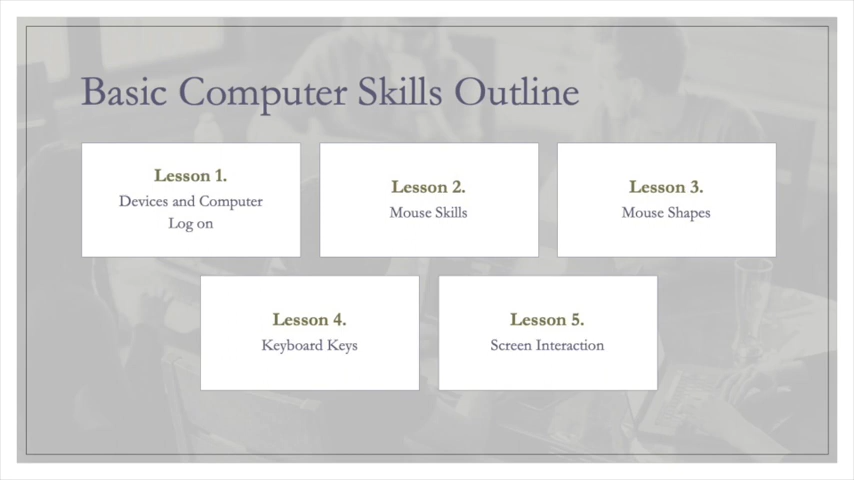 Basic Computer Skills Outline
Lesson 1.
Devices and Computer
Log on
Lesson 2.
Mouse Skills
Lesson 3.
Mouse Shapes
Lesson 4.
Keyboard Keys
Lesson 5.
Screen Interaction